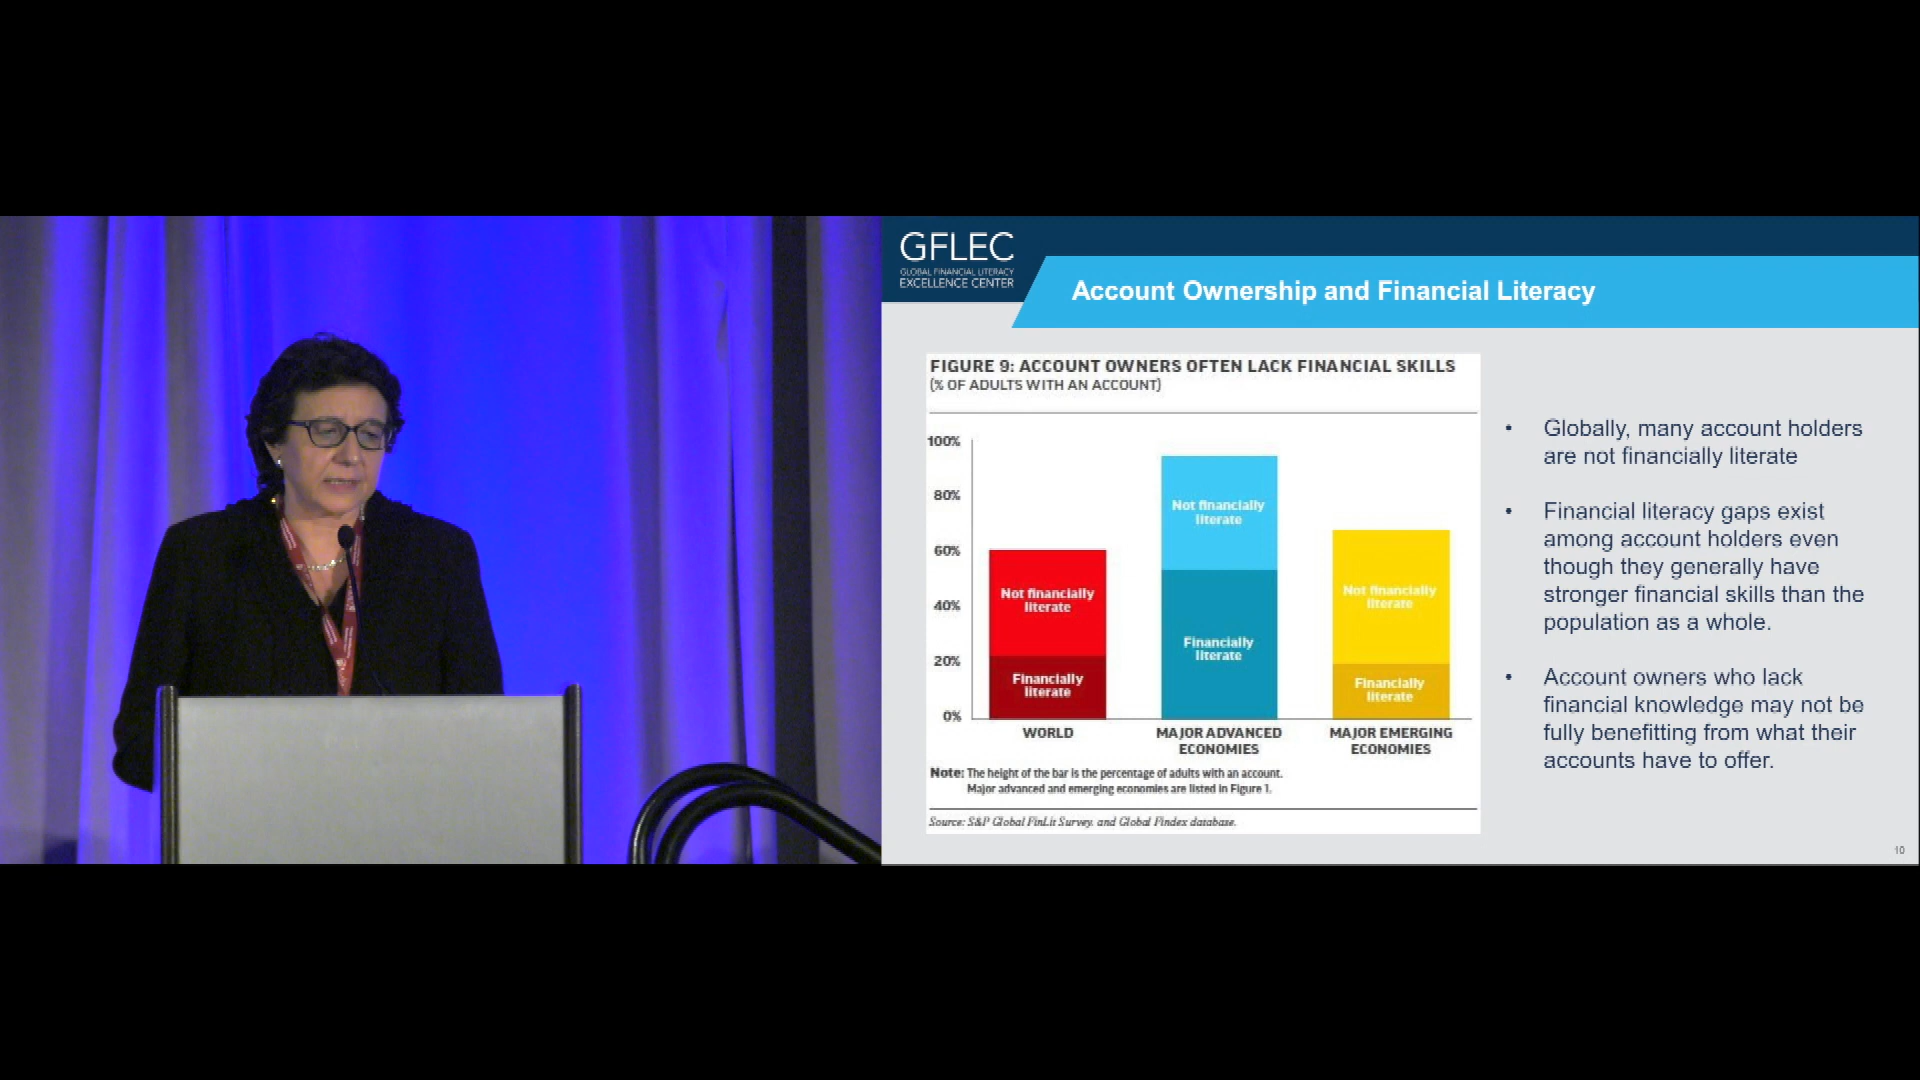 GFLEC
GLOBAL FINANCIAL LITERACY
EXCELLENCE CENTER
Account Ownership and Financial Literacy
FIGURE 9: ACCOUNT OWNERS OFTEN LACK FINANCIAL SKILLS
(% OF ADULTS WITH AN ACCOUNT)
100%
80%
60%
40%
20%
0%
Not financially
literate
Financially
literate
Not financially
literate
Financially
literate
Not financially
literate
Financially
literate
WORLD
MAJOR ADVANCED
ECONOMIES
MAJOR EMERGING
ECONOMIES
Note: The height of the bar is the percentage of adults with an account.
Major advanced and emerging economies are listed in Figure 1.
Source: S&P Global FinLit Survey. and Global Findex database.
• Globally, many account holders
are not financially literate
• Financial literacy gaps exist
among account holders even
though they generally have
stronger financial skills than the
population as a whole.
• Account owners who lack
financial knowledge may not be
fully benefitting from what their
accounts have to offer.
10